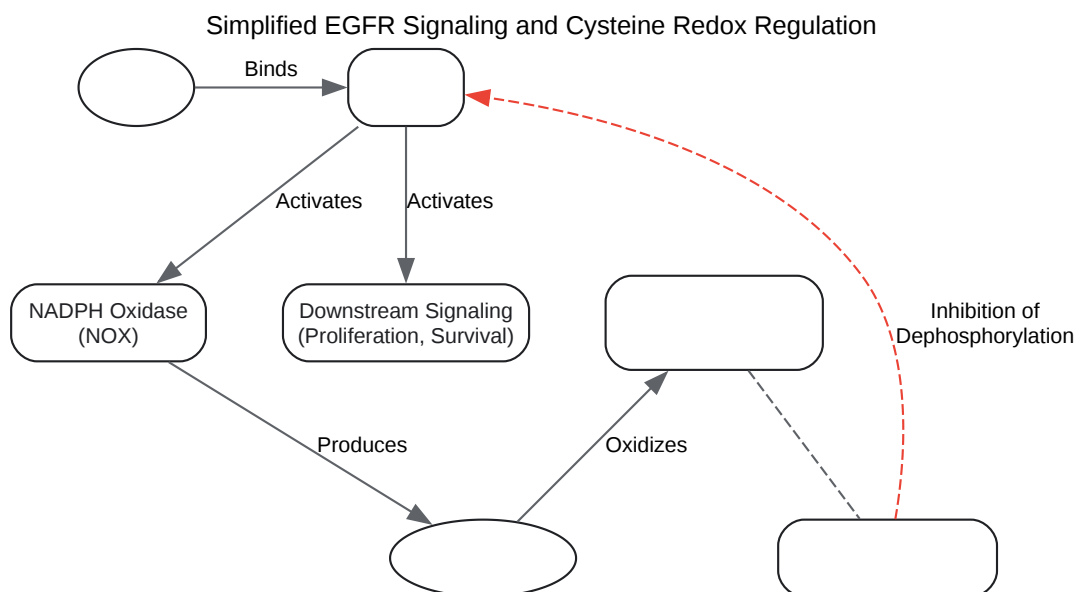 Simplified EGFR Signaling and Cysteine Redox Regulation
Binds
Activates
Activates
NADPH Oxidase
(NOX)
Downstream Signaling
(Proliferation, Survival)
Inhibition of
Dephosphorylation
Produces
Oxidizes